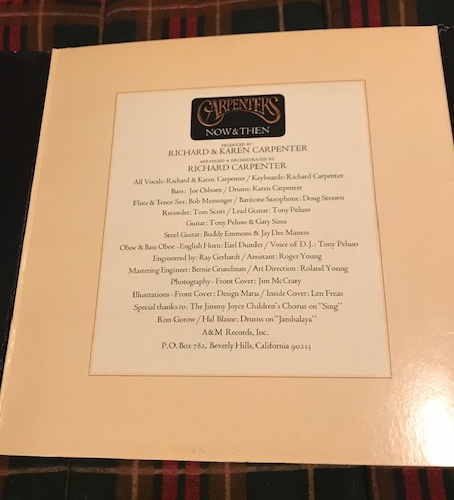 CARPENTERS
NOW & THEN
PRODUCED BY:
RICHARD & KAREN CARPENTER
ARRANGED & ORCHESTRATED BY:
RICHARD CARPENTER
All Vocals: Richard & Karen Carpenter / Keyboards: Richard Carpenter
Bass: Joe Osborn / Drums: Karen Carpenter
Flute & Tenor Sax: Bob Messenger / Baritone Saxophone: Doug Strawn
Recorder: Tom Scott / Lead Guitar: Tony Peluso
Guitar: Tony Peluso & Gary Sims
Steel Guitar: Buddy Emmons & Jay Dee Maness
Oboe & Bass Oboe - English Horn: Earl Dumler / Voice of D.J.: Tony Peluso
Engineered by: Ray Gerhardt / Assistant: Roger Young
Mastering Engineer: Bernie Grundman / Art Direction: Roland Young
Photography - Front Cover: Jim McCrary
Illustrations - Front Cover: Design Maru / Inside Cover: Len Freas
Special thanks to: The Jimmy Joyce Children's Chorus on "Sing"
Ron Gorow / Hal Blaine: Drums on "Jambalaya"
A&M Records, Inc.
P.O. Box 782, Beverly Hills, California 90213